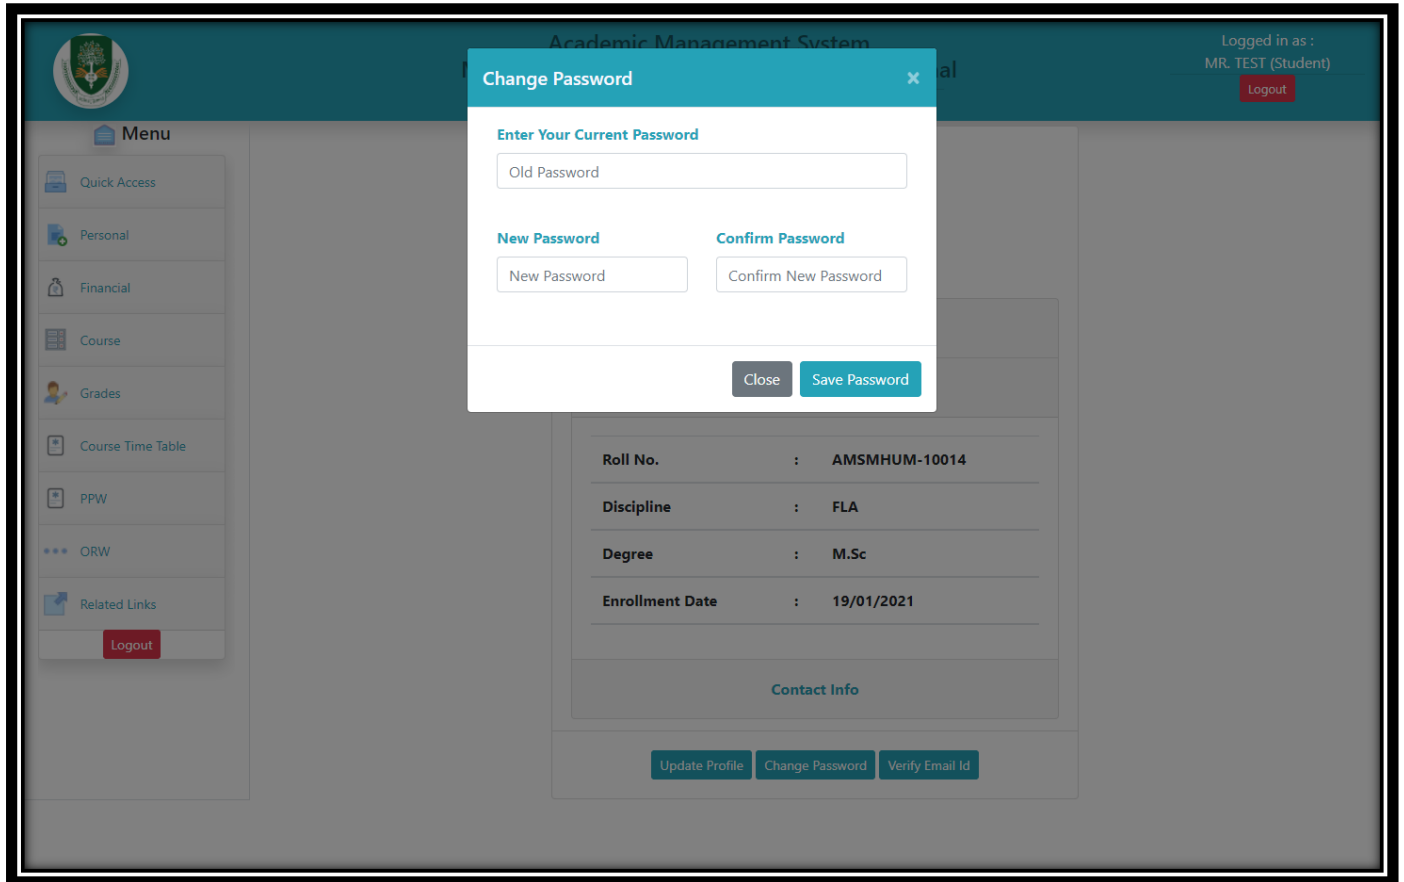 Academic Management System
al
Logged in as :
MR. TEST (Student)
Logout
Menu
Quick Access
Personal
Financial
Course
Grades
Course Time Table
PPW
ORW
Related Links
Logout
Change Password ×
Enter Your Current Password
Old Password
New Password Confirm Password
New Password Confirm New Password
Close Save Password
Roll No. : AMSMHUM-10014
Discipline : FLA
Degree : M.Sc
Enrollment Date : 19/01/2021
Contact Info
Update Profile Change Password Verify Email Id